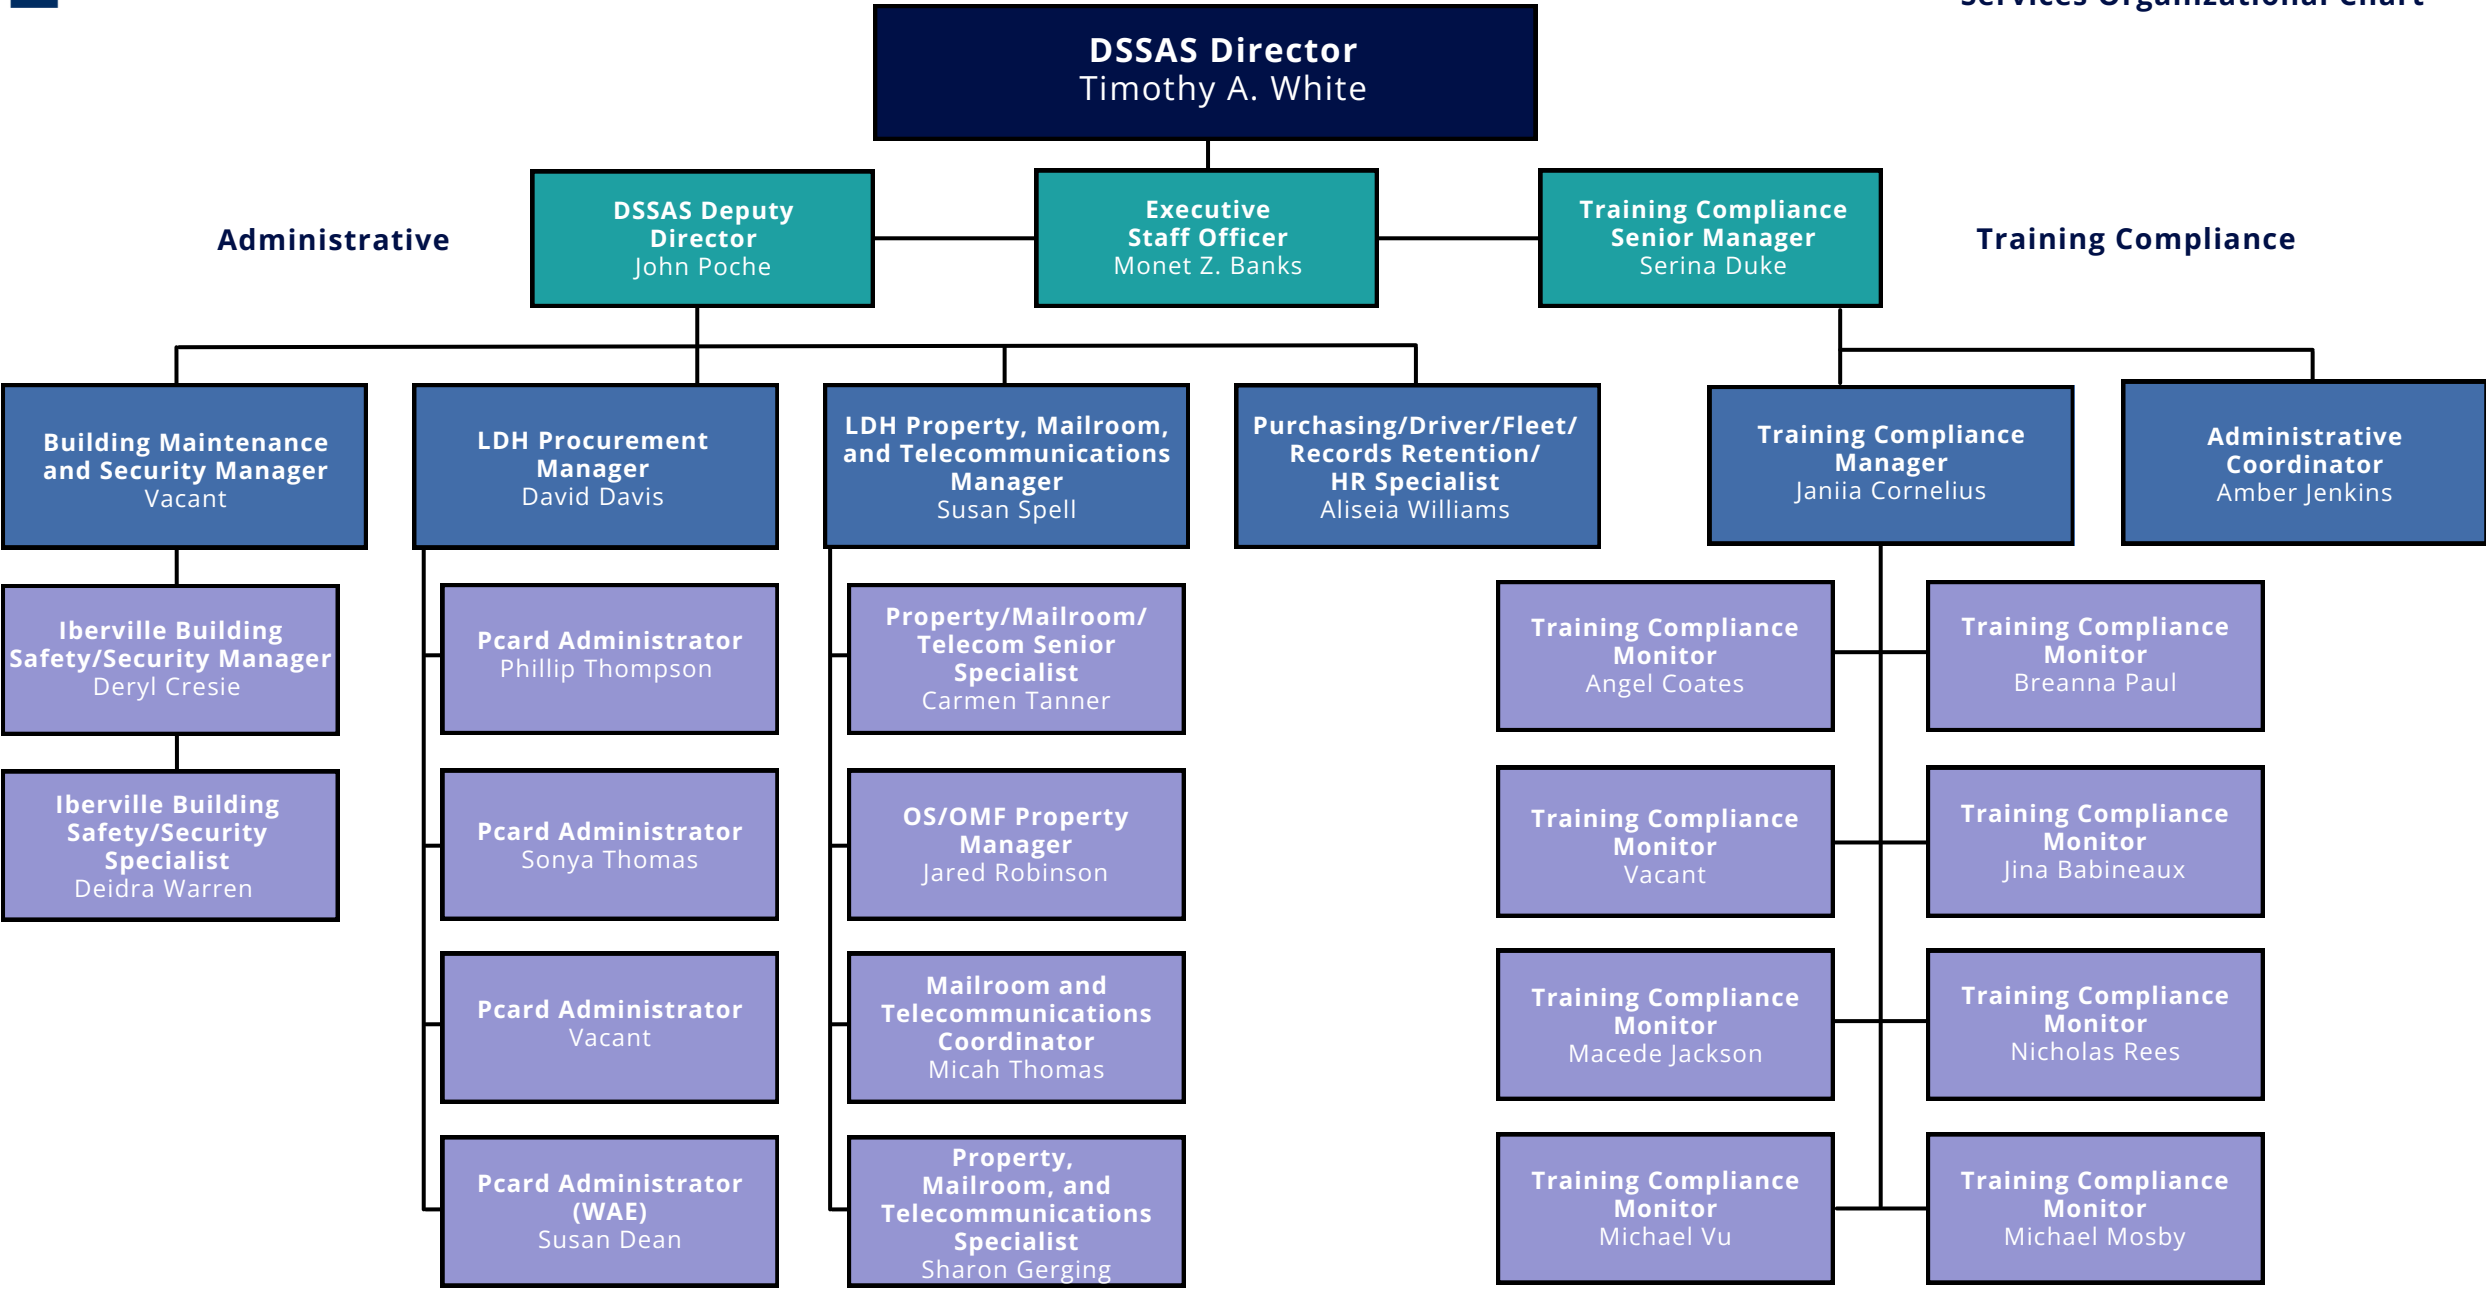 Services Organizational Chart
DSSAS Director
Timothy A. White
Administrative
DSSAS Deputy
Director
John Poche
Executive
Staff Officer
Monet Z. Banks
Training Compliance
Senior Manager
Serina Duke
Training Compliance
Building Maintenance
and Security Manager
Vacant
LDH Procurement
Manager
David Davis
LDH Property, Mailroom,
and Telecommunications
Manager
Susan Spell
Purchasing/Driver/Fleet/
Records Retention/
HR Specialist
Aliseia Williams
Training Compliance
Manager
Janiia Cornelius
Administrative
Coordinator
Amber Jenkins
Iberville Building
Safety/Security Manager
Deryl Cresie
Pcard Administrator
Phillip Thompson
Property/Mailroom/
Telecom Senior
Specialist
Carmen Tanner
Training Compliance
Monitor
Angel Coates
Training Compliance
Monitor
Breanna Paul
Iberville Building
Safety/Security
Specialist
Deidra Warren
Pcard Administrator
Sonya Thomas
OS/OMF Property
Manager
Jared Robinson
Training Compliance
Monitor
Vacant
Training Compliance
Monitor
Jina Babineaux
Pcard Administrator
Vacant
Mailroom and
Telecommunications
Coordinator
Micah Thomas
Training Compliance
Monitor
Macede Jackson
Training Compliance
Monitor
Nicholas Rees
Pcard Administrator
(WAE)
Susan Dean
Property,
Mailroom, and
Telecommunications
Specialist
Sharon Gerging
Training Compliance
Monitor
Michael Vu
Training Compliance
Monitor
Michael Mosby